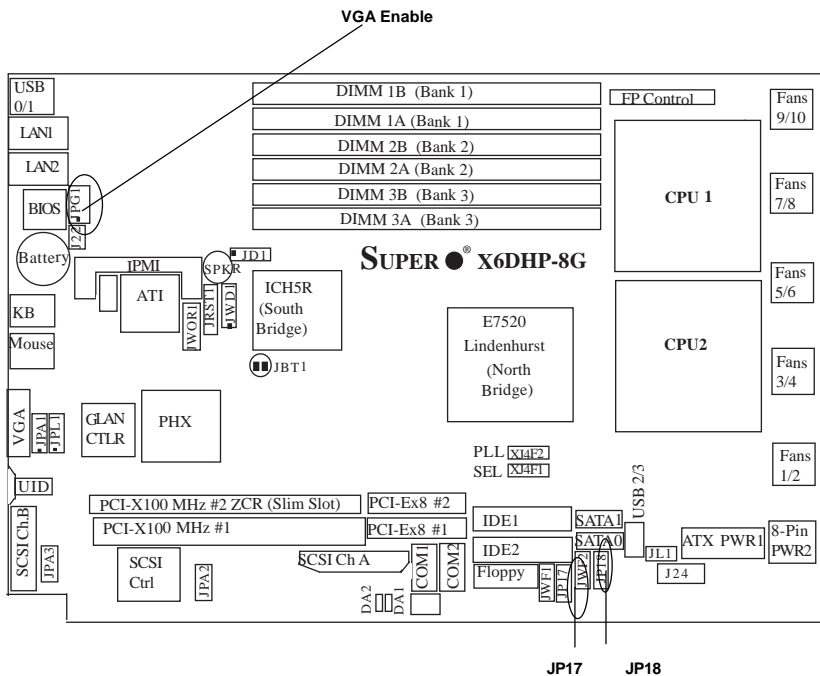 VGA Enable
USB
0/1
LAN1
LAN2
BIOS
JPG1
J22
Battery
KB
Mouse
VGA
JPA1
JPL1
UID
SCSI Ch.B
JPA3
DIMM 1B (Bank 1)
DIMM 1A (Bank 1)
DIMM 2B (Bank 2)
DIMM 2A (Bank 2)
DIMM 3B (Bank 3)
DIMM 3A (Bank 3)
FP Control
Fans
9/10
Fans
7/8
Fans
5/6
Fans
3/4
Fans
1/2
CPU 1
CPU2
SUPER ● ® X6DHP-8G
IPMI
ATI
SPKR
JD1
JWOR1
JRST1
JWD1
ICH5R
(South
Bridge)
JBT1
E7520
Lindenhurst
(North
Bridge)
GLAN
CTLR
PHX
PLL XJ4F2
SEL XJ4F1
PCI-X100 MHz #2 ZCR (Slim Slot)
PCI-X100 MHz #1
PCI-Ex8 #2
PCI-Ex8 #1
SCSI
Ctrl
JPA2
SCSI Ch A
COM1
COM2
DA2
DA1
IDE1
IDE2
Floppy
JWF1
JP17
JWF2
JP18
SATA1
SATA0
USB 2/3
JL1
J24
ATX PWR1
8-Pin
PWR2
JP17
JP18